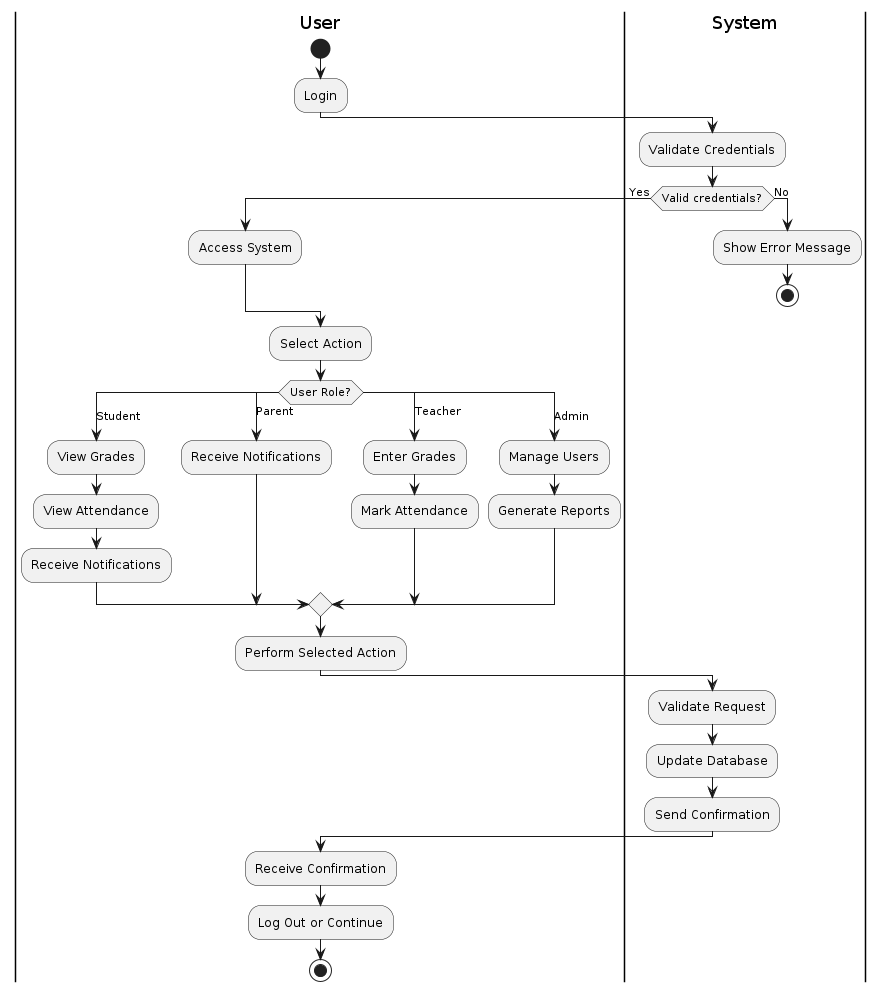 User
System
Login
Validate Credentials
Yes
Valid credentials?
No
Access System
Show Error Message
Select Action
User Role?
Student
Parent
Teacher
Admin
View Grades
Receive Notifications
Enter Grades
Manage Users
View Attendance
Mark Attendance
Generate Reports
Receive Notifications
Perform Selected Action
Validate Request
Update Database
Send Confirmation
Receive Confirmation
Log Out or Continue